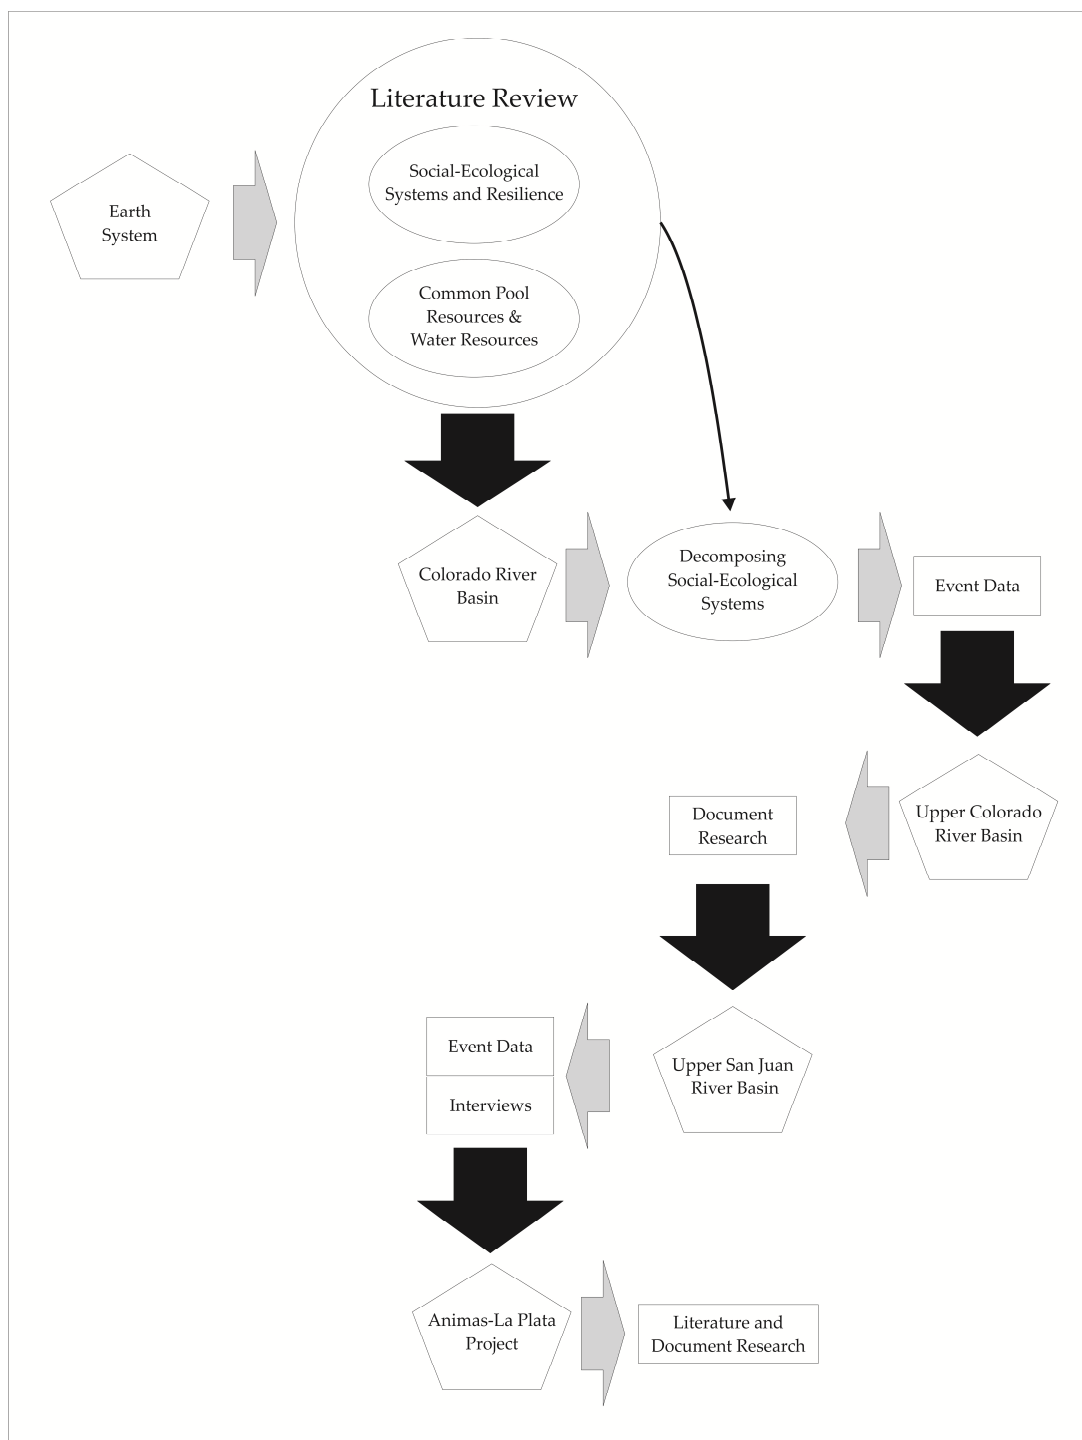 Literature Review
Social-Ecological
Systems and Resilience
Earth
System
Common Pool
Resources &
Water Resources
Colorado River
Basin
Decomposing
Social-Ecological
Systems
Event Data
Upper Colorado
River Basin
Document
Research
Upper San Juan
River Basin
Event Data
Interviews
Animas-La Plata
Project
Literature and
Document Research